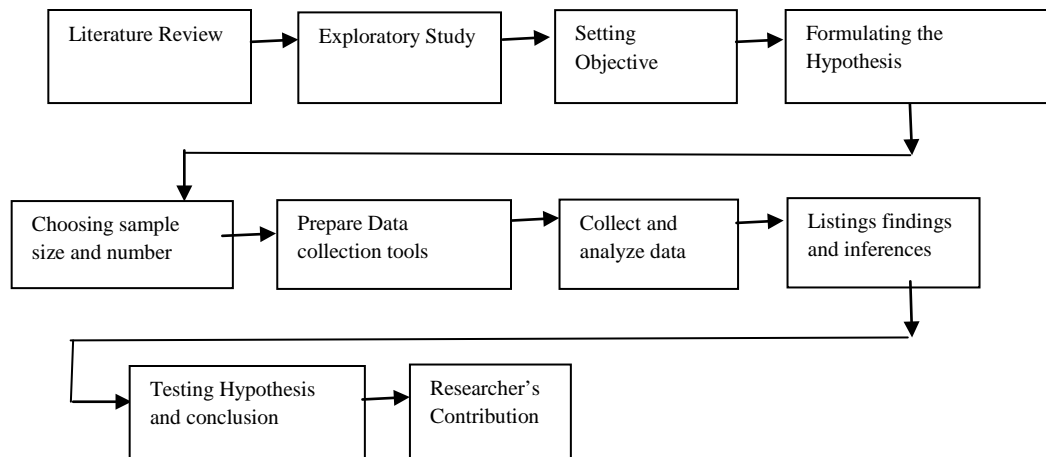 Literature Review
Exploratory Study
Setting
Objective
Formulating the
Hypothesis
Choosing sample
size and number
Prepare Data
collection tools
Collect and
analyze data
Listings findings
and inferences
Testing Hypothesis
and conclusion
Researcher’s
Contribution